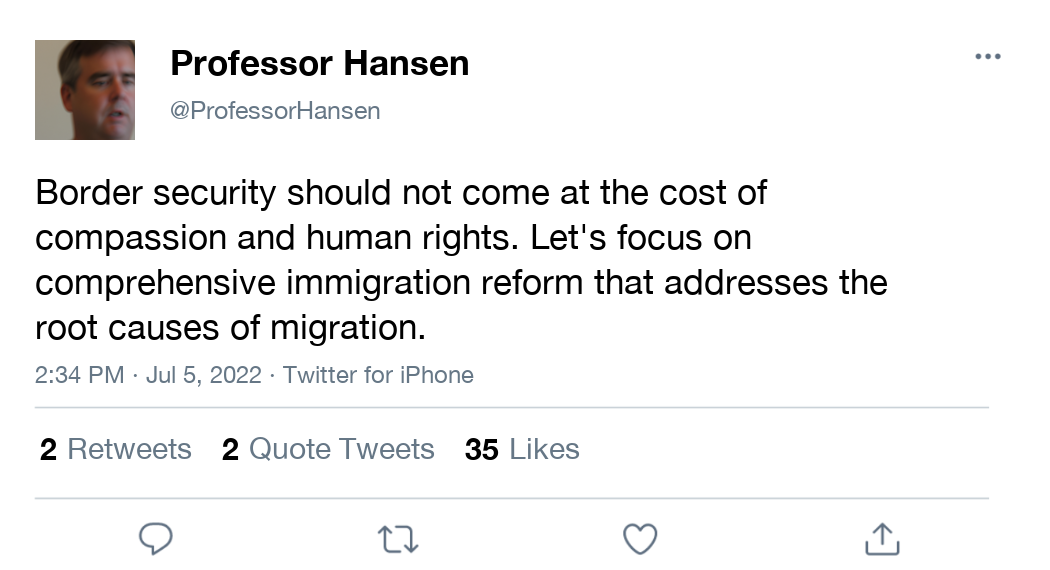 Professor Hansen
@ProfessorHansen
Border security should not come at the cost of
compassion and human rights. Let's focus on
comprehensive immigration reform that addresses the
root causes of migration.
2:34 PM · Jul 5, 2022 · Twitter for iPhone
2 Retweets 2 Quote Tweets 35 Likes